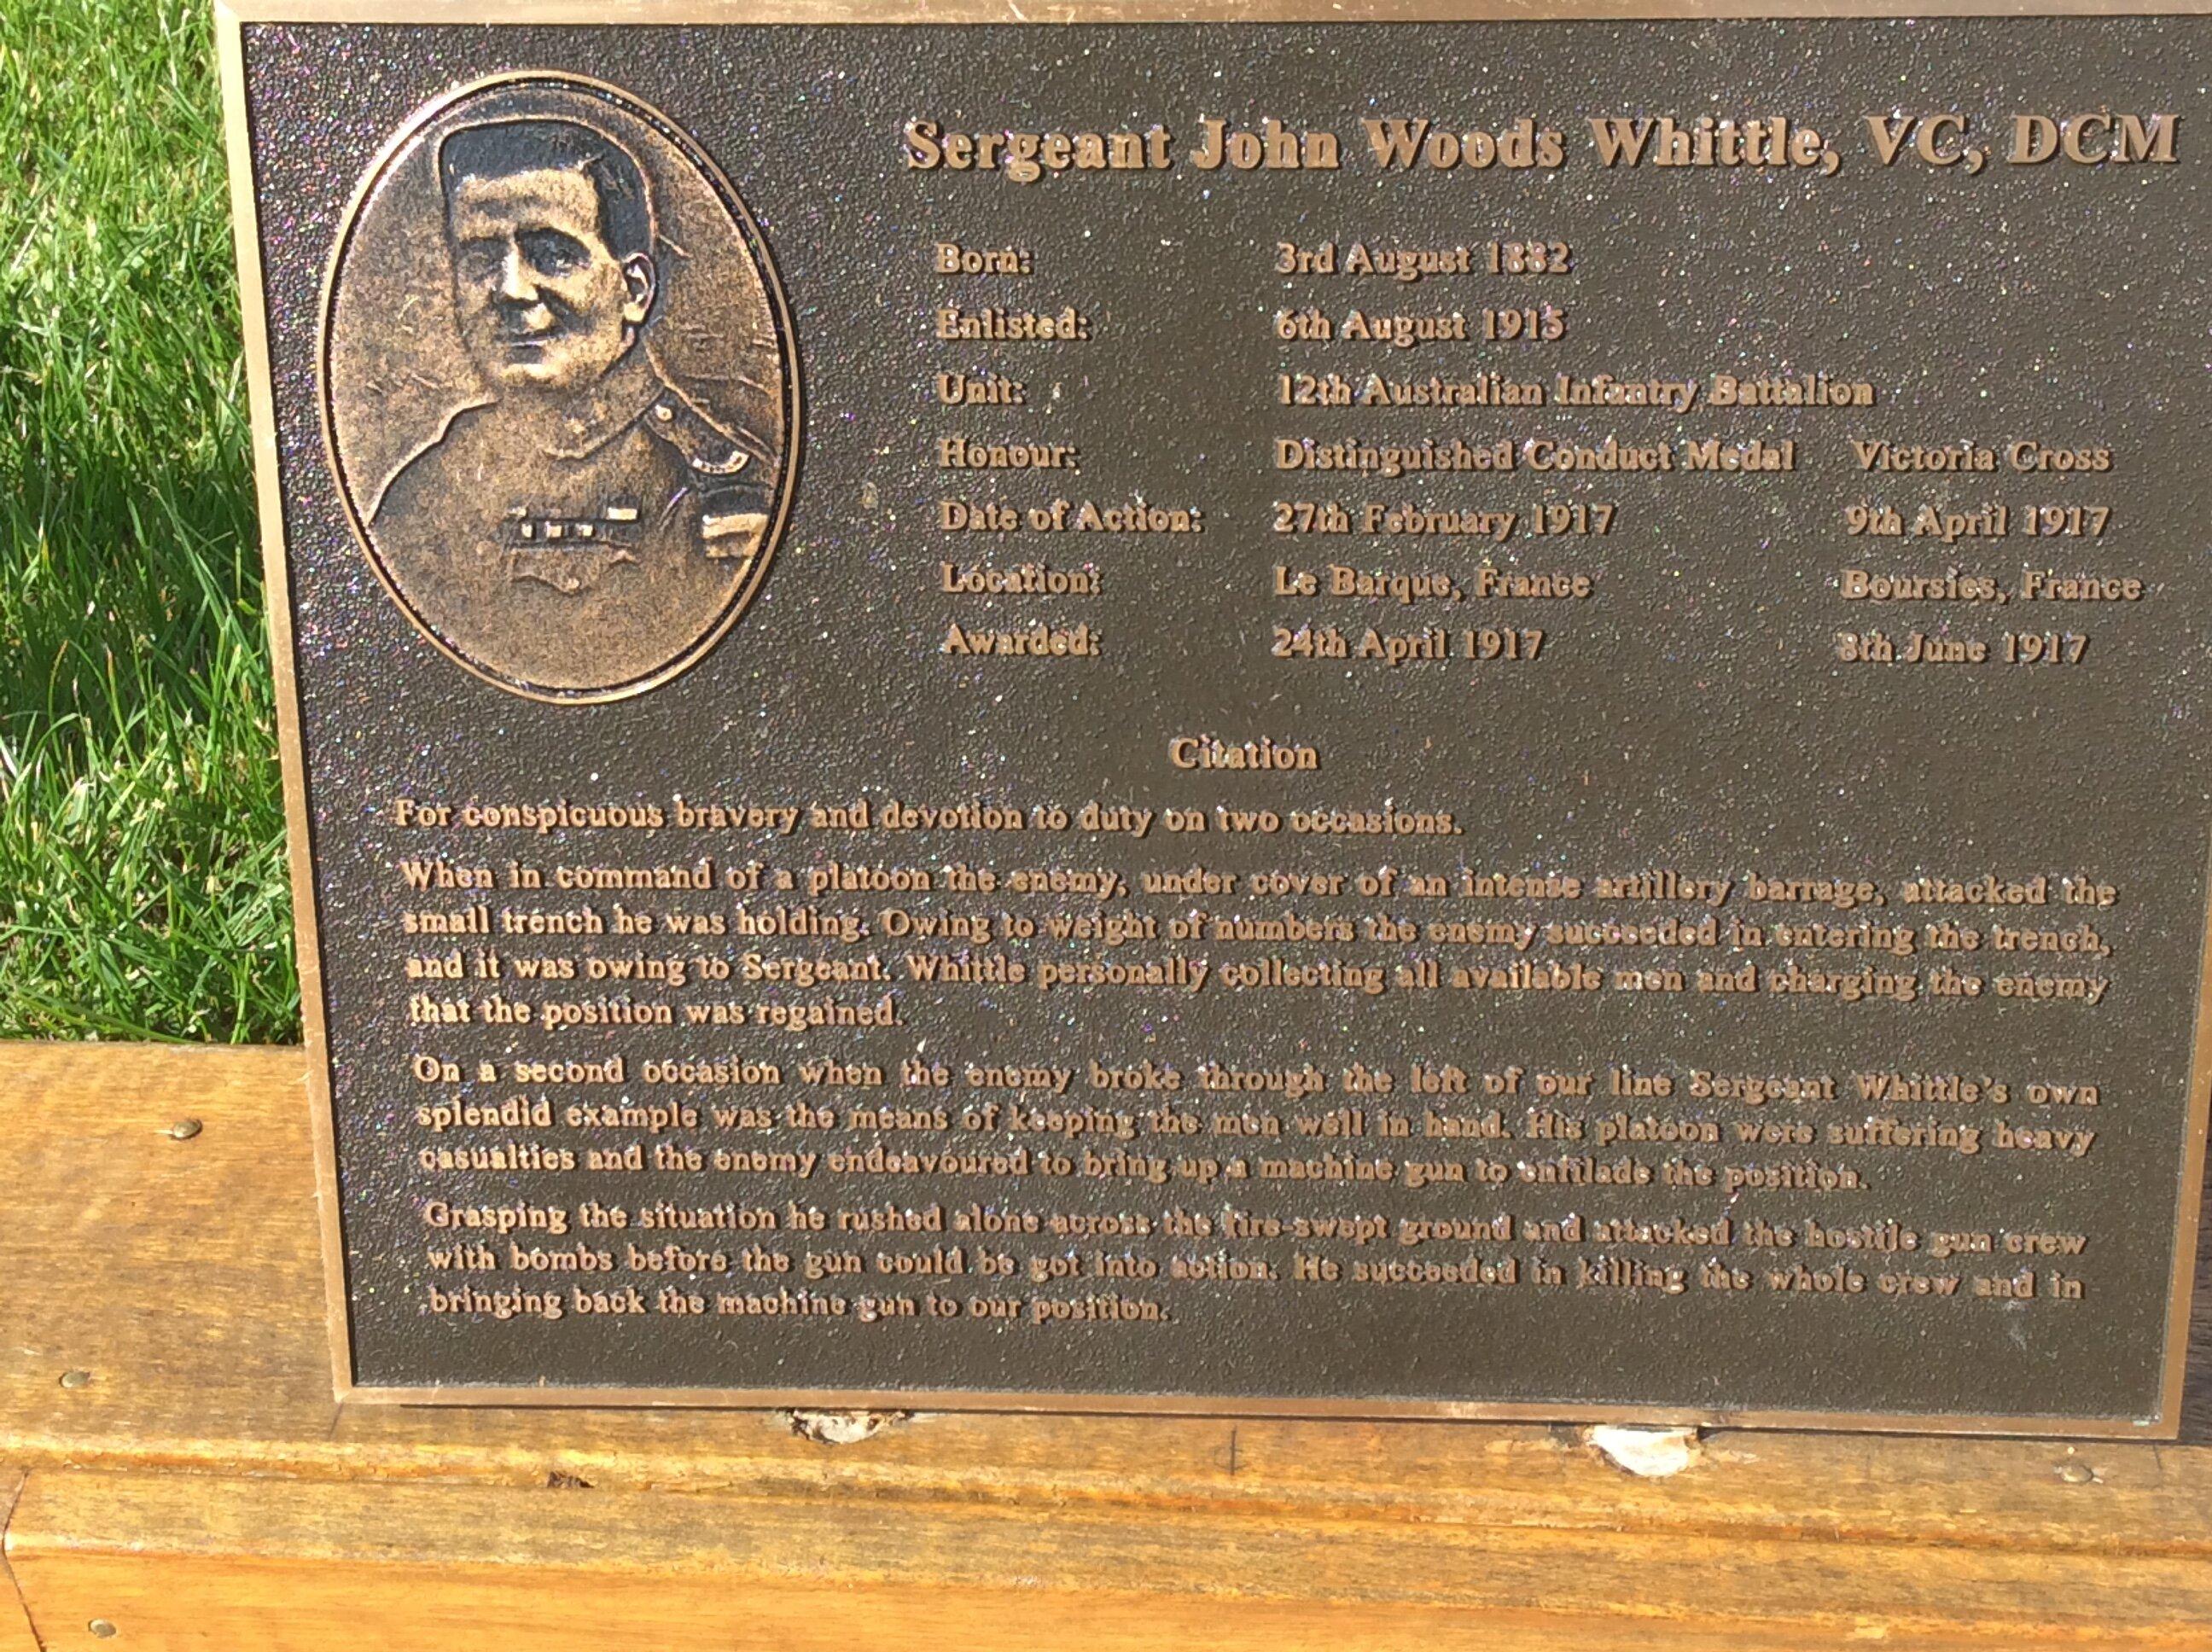 Sergeant John Woods Whittle, VC, DCM
Born: 3rd August 1882
Enlisted: 6th August 1915
Unit: 12th Australian Infantry Battalion
Honour: Distinguished Conduct Medal Victoria Cross
Date of Action: 27th February 1917 9th April 1917
Location: Le Barque, France Boursies, France
Awarded: 24th April 1917 8th June 1917
Citation
For conspicuous bravery and devotion to duty on two occasions.
When in command of a platoon the enemy, under cover of an intense artillery barrage, attacked the
small trench he was holding. Owing to weight of numbers the enemy succeeded in entering the trench,
and it was owing to Sergeant. Whittle personally collecting all available men and charging the enemy
that the position was regained.
On a second occasion when the enemy broke through the left of our line Sergeant Whittle's own
splendid example was the means of keeping the men well in hand. His platoon were suffering heavy
casualties and the enemy endeavoured to bring up a machine gun to enfilade the position.
Grasping the situation he rushed alone across the fire-swept ground and attacked the hostile gun crew
with bombs before the gun could be got into action. He succeeded in killing the whole crew and in
bringing back the machine gun to our position.